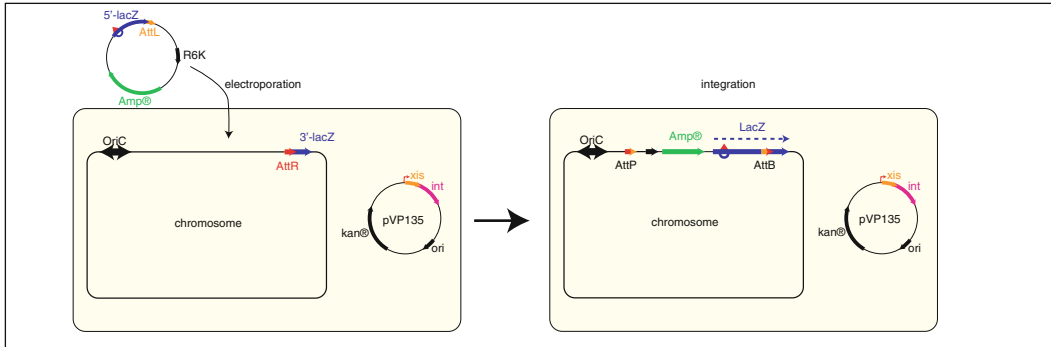 5'-lacZ
AttL
R6K
Amp®
electroporation
integration
OriC
3'-lacZ
AttR
chromosome
xis
int
pVP135
kan®
ori
OriC
AttP
Amp®
LacZ
AttB
chromosome
xis
int
pVP135
kan®
ori